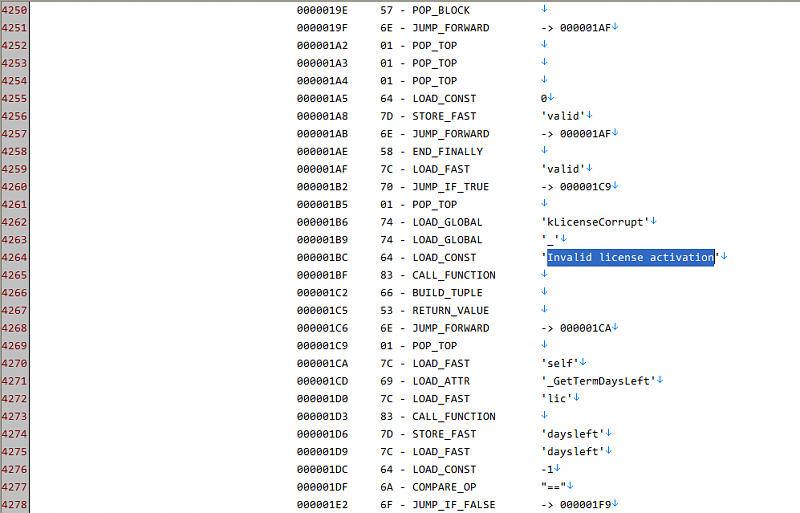 4250 0000019E 57 - POP_BLOCK ↓
4251 0000019F 6E - JUMP_FORWARD -> 000001AF↓
4252 000001A2 01 - POP_TOP ↓
4253 000001A3 01 - POP_TOP ↓
4254 000001A4 01 - POP_TOP ↓
4255 000001A5 64 - LOAD_CONST 0↓
4256 000001A8 7D - STORE_FAST 'valid'↓
4257 000001AB 6E - JUMP_FORWARD -> 000001AF↓
4258 000001AE 58 - END_FINALLY ↓
4259 000001AF 7C - LOAD_FAST 'valid'↓
4260 000001B2 70 - JUMP_IF_TRUE -> 000001C9↓
4261 000001B5 01 - POP_TOP ↓
4262 000001B6 74 - LOAD_GLOBAL 'kLicenseCorrupt'↓
4263 000001B9 74 - LOAD_GLOBAL '_'↓
4264 000001BC 64 - LOAD_CONST 'Invalid license activation'↓
4265 000001BF 83 - CALL_FUNCTION ↓
4266 000001C2 66 - BUILD_TUPLE ↓
4267 000001C5 53 - RETURN_VALUE ↓
4268 000001C6 6E - JUMP_FORWARD -> 000001CA↓
4269 000001C9 01 - POP_TOP ↓
4270 000001CA 7C - LOAD_FAST 'self'↓
4271 000001CD 69 - LOAD_ATTR '_GetTermDaysLeft'↓
4272 000001D0 7C - LOAD_FAST 'lic'↓
4273 000001D3 83 - CALL_FUNCTION ↓
4274 000001D6 7D - STORE_FAST 'daysleft'↓
4275 000001D9 7C - LOAD_FAST 'daysleft'↓
4276 000001DC 64 - LOAD_CONST -1↓
4277 000001DF 6A - COMPARE_OP "=="↓
4278 000001E2 6F - JUMP_IF_FALSE -> 000001F9↓